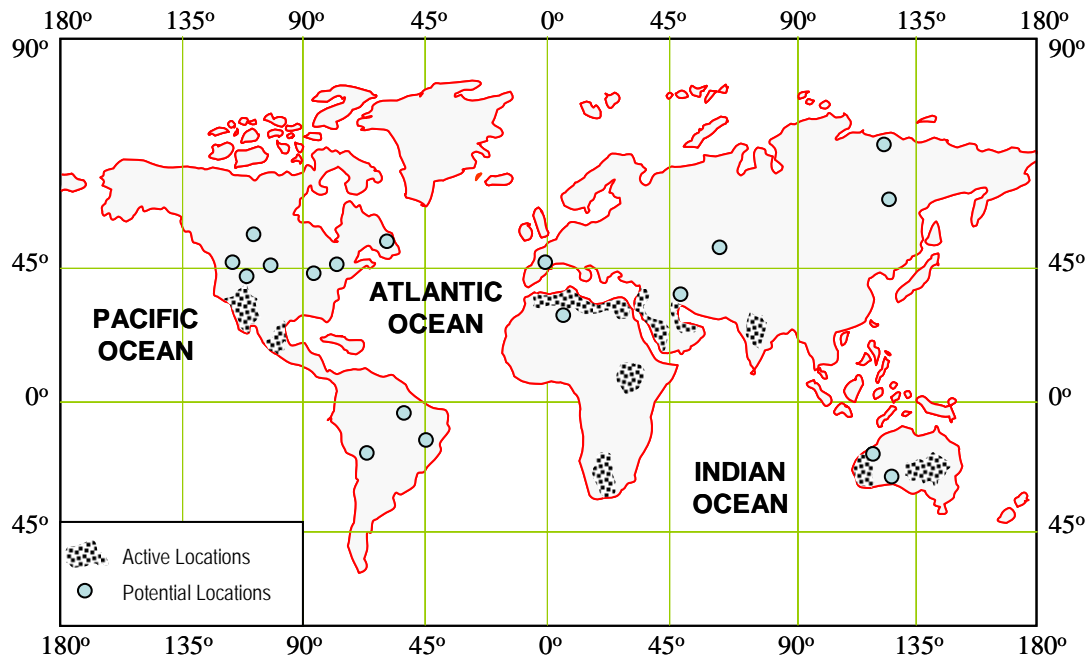 180º 135º 90º 45º 0º 45º 90º 135º 180º
90º 90º
45º 45º
ATLANTIC
OCEAN
PACIFIC
OCEAN
0º 0º
INDIAN
OCEAN
45º 45º
Active Locations
Potential Locations
180º 135º 90º 45º 0º 45º 90º 135º 180º